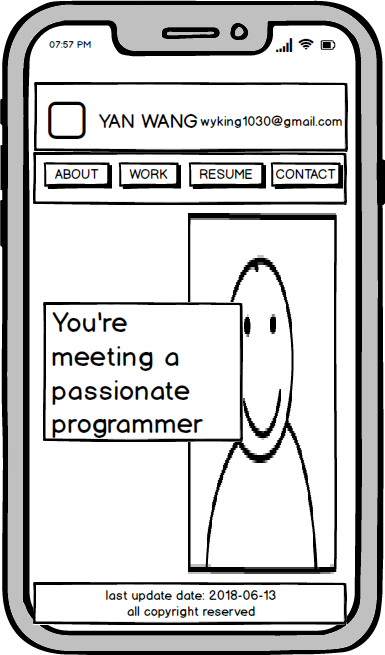 07:57 PM
YAN WANG wyking1030@gmail.com
ABOUT WORK RESUME CONTACT
You're
meeting a
passionate
programmer
last update date: 2018-06-13
all copyright reserved